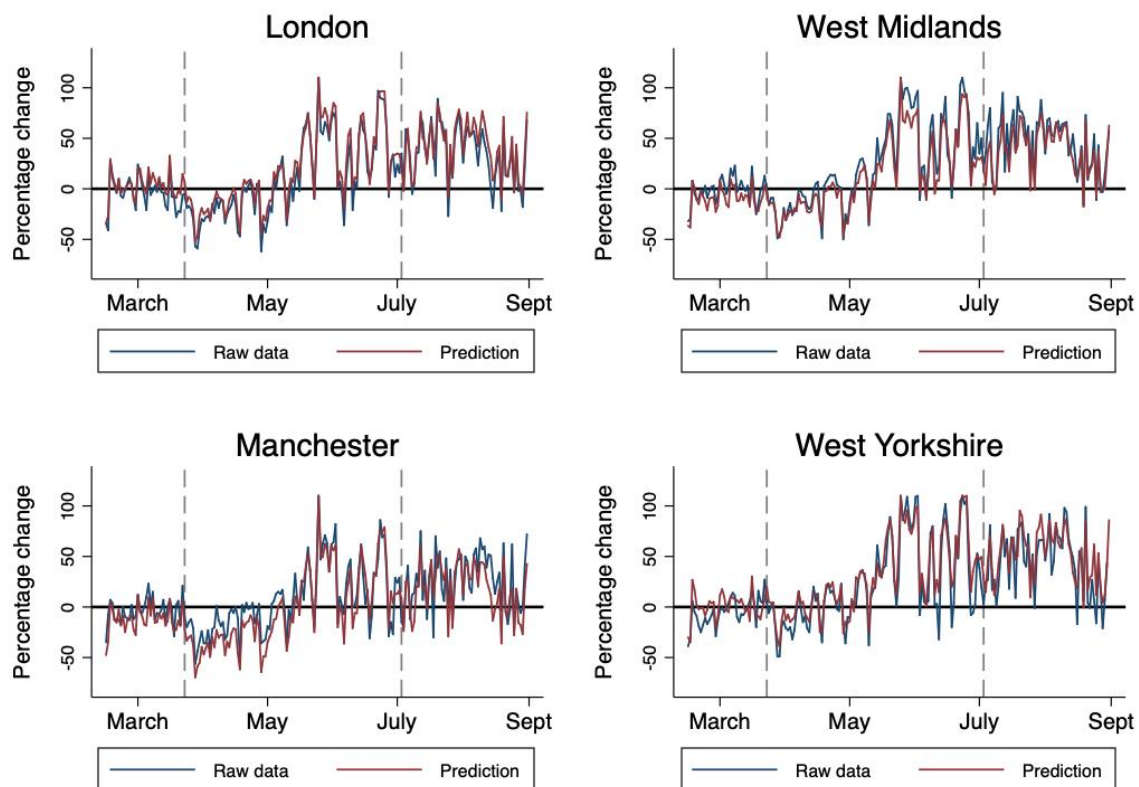 London
Percentage change
100
50
0
-50
March May July Sept
Raw data Prediction
West Midlands
Percentage change
100
50
0
-50
March May July Sept
Raw data Prediction
Manchester
Percentage change
100
50
0
-50
March May July Sept
Raw data Prediction
West Yorkshire
Percentage change
100
50
0
-50
March May July Sept
Raw data Prediction